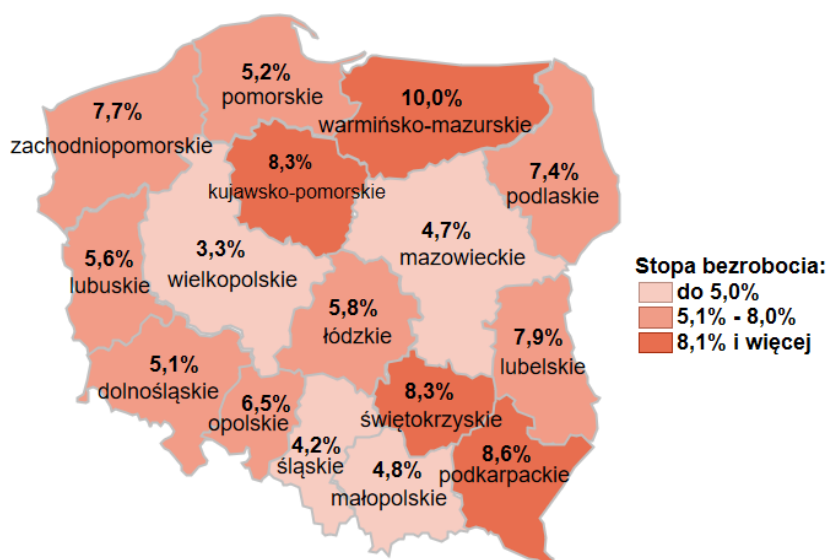 5,2%
pomorskie
10,0%
warmińsko-mazurskie
7,7%
zachodniopomorskie
8,3%
kujawsko-pomorskie
7,4%
podlaskie
4,7%
mazowieckie
3,3%
wielkopolskie
5,6%
lubuskie
5,8%
łódzkie
7,9%
lubelskie
5,1%
dolnośląskie
6,5%
opolskie
8,3%
świętokrzyskie
4,2%
śląskie
4,8%
małopolskie
8,6%
podkarpackie
Stopa bezrobocia:
do 5,0%
5,1% - 8,0%
8,1% i więcej